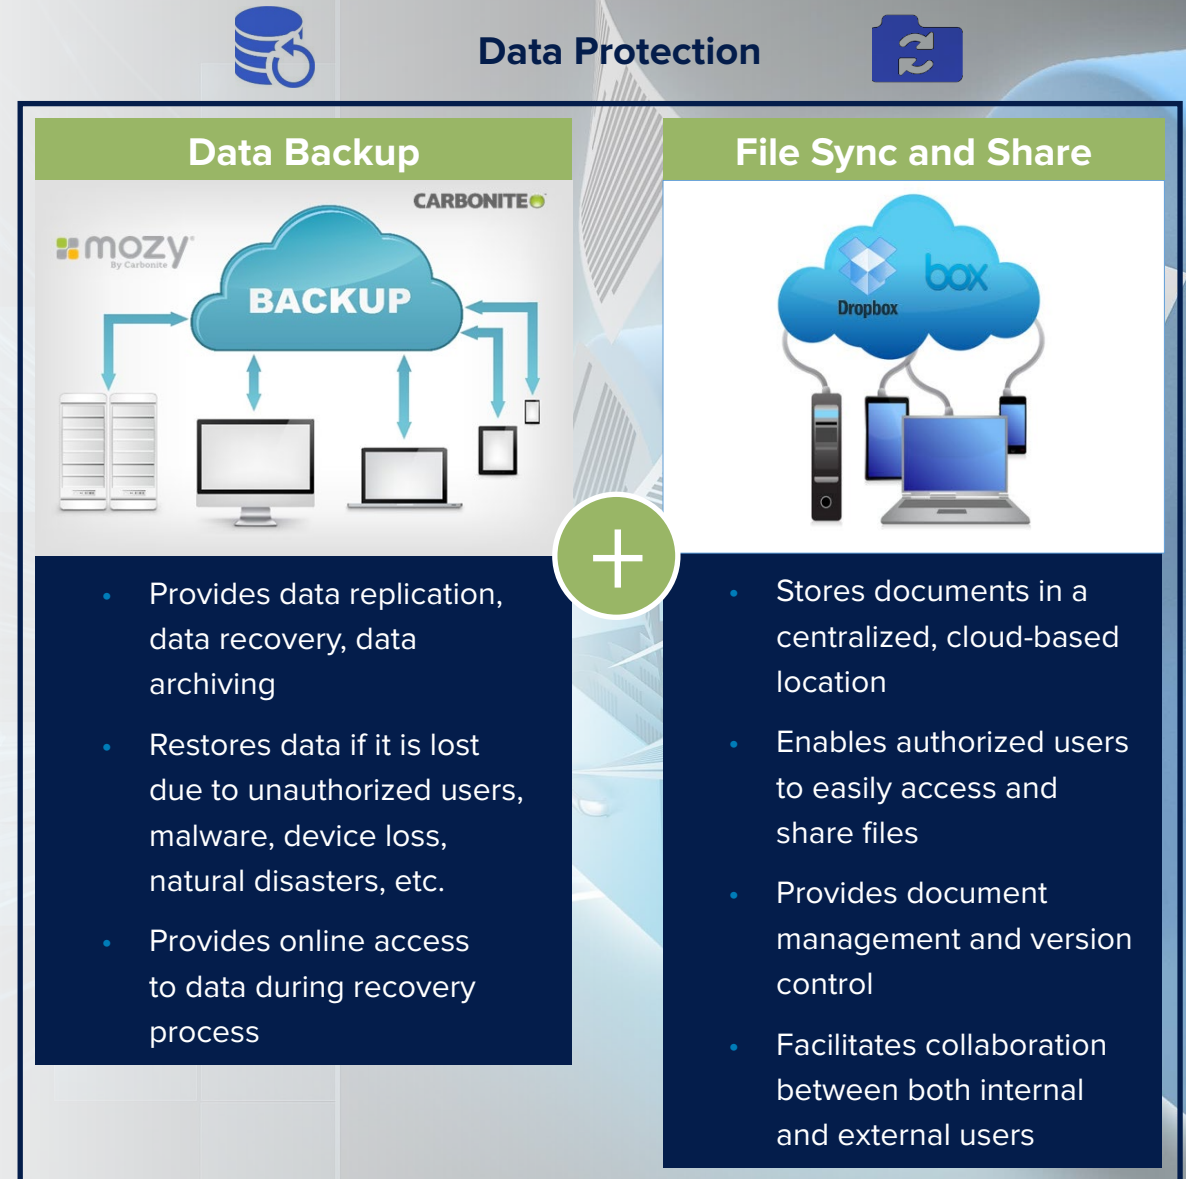 Data Protection
Data Backup
CARBONITE
mozy
By Carbonite
BACKUP
• Provides data replication,
data recovery, data
archiving
• Restores data if it is lost
due to unauthorized users,
malware, device loss,
natural disasters, etc.
• Provides online access
to data during recovery
process
+
File Sync and Share
Dropbox
box
• Stores documents in a
centralized, cloud-based
location
• Enables authorized users
to easily access and
share files
• Provides document
management and version
control
• Facilitates collaboration
between both internal
and external users